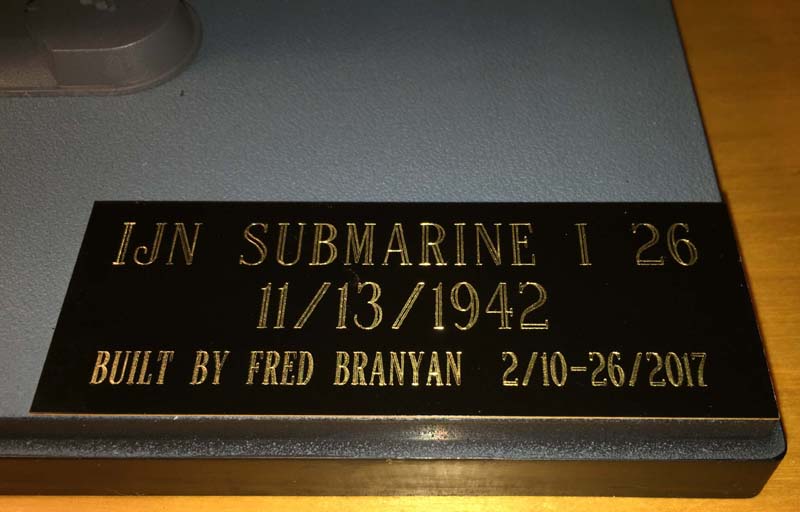 IJN SUBMARINE I 26
11/13/1942
BUILT BY FRED BRANYAN 2/10-26/2017